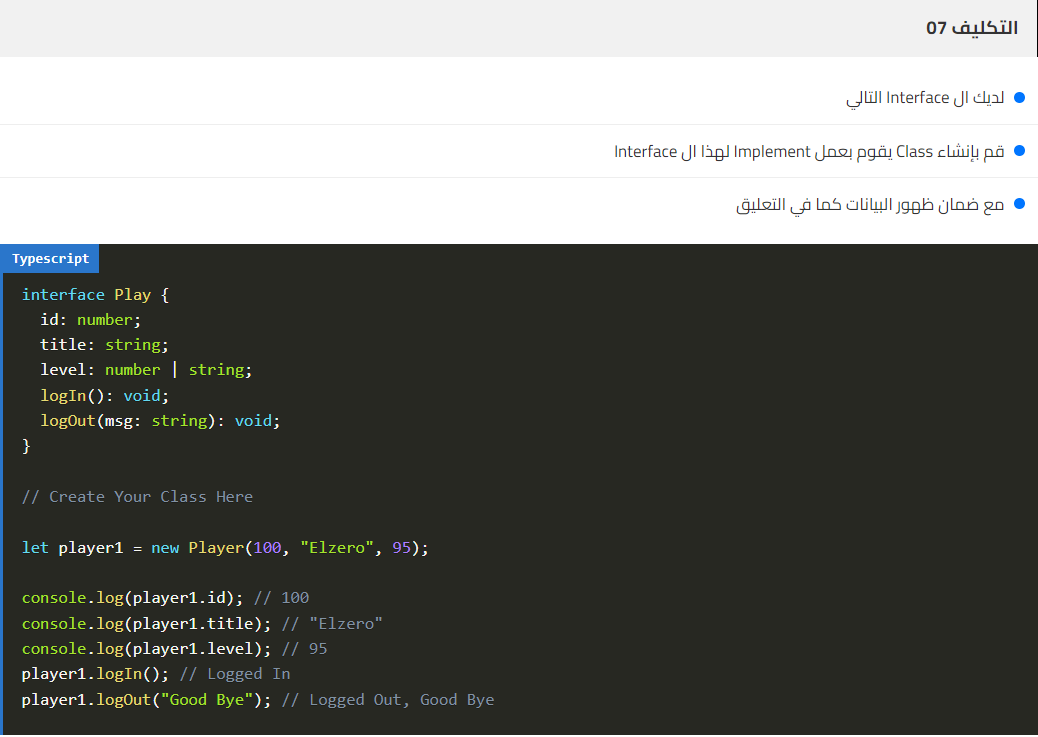 التكليف 07
لديك ال Interface التالي
قم بإنشاء Class يقوم بعمل Implement لهذا ال Interface
مع ضمان ظهور البيانات كما في التعليق
Typescript
interface Play {
  id: number;
  title: string;
  level: number | string;
  logIn(): void;
  logOut(msg: string): void;
}
// Create Your Class Here
let player1 = new Player(100, "Elzero", 95);
console.log(player1.id); // 100
console.log(player1.title); // "Elzero"
console.log(player1.level); // 95
player1.logIn(); // Logged In
player1.logOut("Good Bye"); // Logged Out, Good Bye